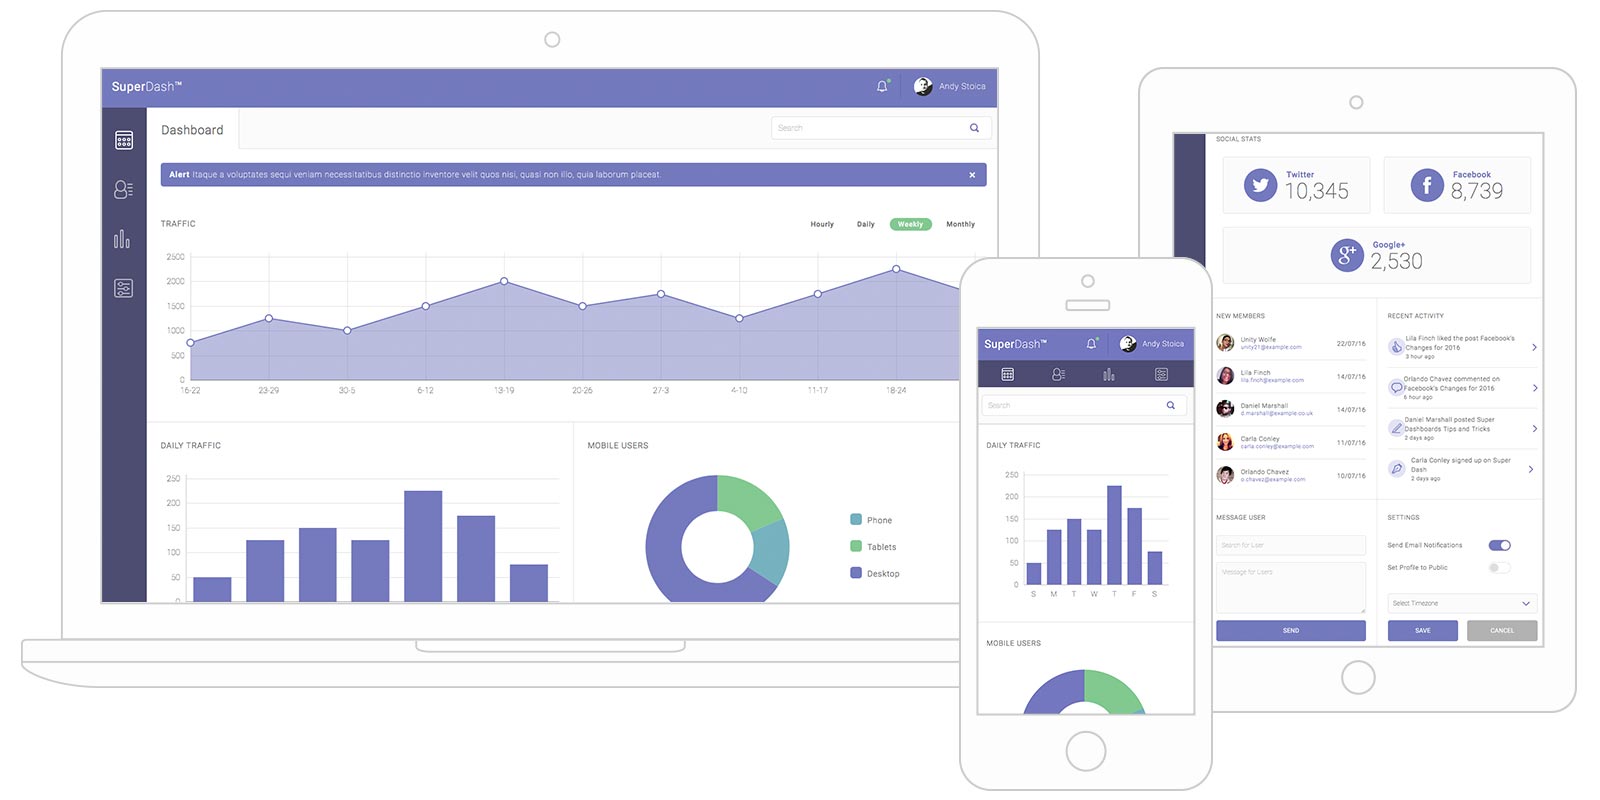 SuperDash™
Andy Stoica
Dashboard
Search
Alert Itaque a voluptates sequi veniam necessitatibus distinctio inventore velit quos nisi, quasi non illo, quia laborum placeat.
×
TRAFFIC
Hourly Daily Weekly Monthly
2500
2000
1500
1000
500
0
16-22 23-29 30-5 6-12 13-19 20-26 27-3 4-10 11-17 18-24
DAILY TRAFFIC
250
200
150
100
50
0
MOBILE USERS
Phone
Tablets
Desktop
SuperDash™
Andy Stoica
Search
DAILY TRAFFIC
250
200
150
100
50
0
S M T W T F S
MOBILE USERS
SOCIAL STATS
Twitter
10,345
Facebook
8,739
g+
Google+
2,530
NEW MEMBERS
Unity Wolfe
unity21@example.com
22/07/16
Lila Finch
lila.finch@example.com
14/07/16
Daniel Marshall
d.marshall@example.co.uk
14/07/16
Carla Conley
carla.conley@example.com
11/07/16
Orlando Chavez
o.chavez@example.com
10/07/16
RECENT ACTIVITY
Lila Finch liked the post Facebook's
Changes for 2016
3 hour ago
Orlando Chavez commented on
Facebook's Changes for 2016
6 hour ago
Daniel Marshall posted Super
Dashboards Tips and Tricks
2 days ago
Carla Conley signed up on Super
Dash
2 days ago
MESSAGE USER
Search for User
Message for Users
SEND
SETTINGS
Send Email Notifications
Set Profile to Public
Select Timezone
SAVE
CANCEL